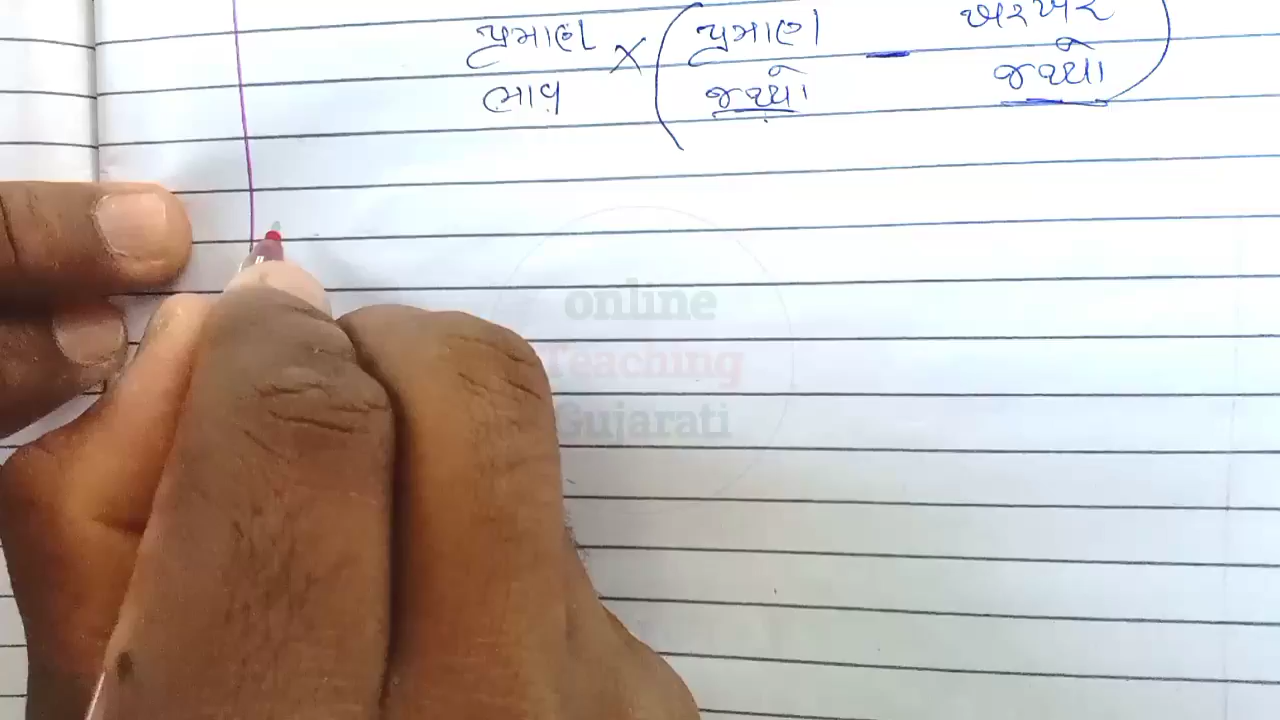 પ્રમાણ × ( પ્રમાણ - ખરેખર )
ભાવ જથ્થો જથ્થો
online
Teaching
Gujarati